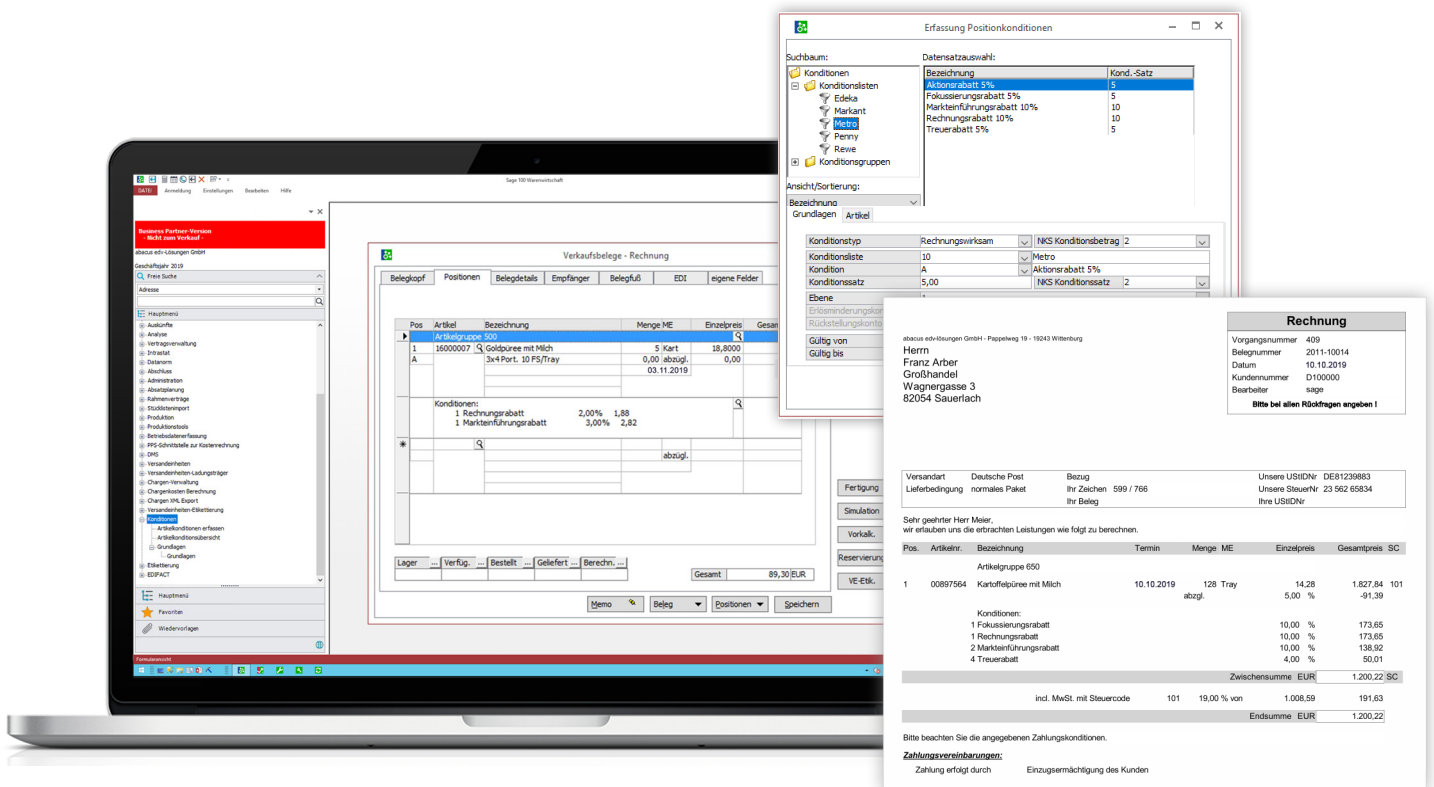 Sage 100 Warenwirtschaft
DATEI Anmeldung Einstellungen Bearbeiten Hilfe
Business Partner-Version
- Nicht zum Verkauf -
abacus edv-Lösungen GmbH
Geschäftsjahr 2019
Freie Suche
Adresse
Hauptmenü
Auskünfte
Analyse
Vertragsverwaltung
Intrastat
Datanorm
Abschluss
Administration
Absatzplanung
Rahmenverträge
Stücklistenimport
Produktion
Produktionstools
Betriebsdatenerfassung
PPS-Schnittstelle zur Kostenrechnung
DMS
Versandeinheiten
Versandeinheiten-Ladungsträger
Chargen-Verwaltung
Chargenkosten Berechnung
Chargen XML Export
Versandeinheiten-Etikettierung
Konditionen
Artikelkonditionen erfassen
Artikelkonditionsübersicht
Grundlagen
Grundlagen
Etikettierung
EDIFACT
Hauptmenü
Favoriten
Wiedervorlagen
Formularansicht
Verkaufsbelege - Rechnung
Belegkopf Positionen Belegdetails Empfänger Belegfuß EDI eigene Felder
Pos Artikel Bezeichnung Menge ME Einzelpreis Gesam
Artikelgruppe 500
1 16000007 Goldpüree mit Milch 5 Kart 18,8000
A 3x4 Port. 10 FS/Tray 0,00 abzügl. 0,00
03.11.2019
Konditionen:
1 Rechnungsrabatt 2,00% 1,88
1 Markteinführungsrabatt 3,00% 2,82
abzügl.
Fertigung
Simulation
Vorkalk.
Reservierung
VE-Etik.
Lager ... Verfüg. ... Bestellt ... Geliefert ... Berechn. ...
Gesamt 89,30 EUR
Memo Beleg Positionen Speichern
Erfassung Positionkonditionen
Suchbaum: Datensatzauswahl:
Konditionen
Konditionslisten
Edeka
Markant
Metro
Penny
Rewe
Konditionsgruppen
Bezeichnung Kond.-Satz
Aktionsrabatt 5% 5
Fokussierungsrabatt 5% 5
Markteinführungsrabatt 10% 10
Rechnungsrabatt 10% 10
Treuerabatt 5% 5
Ansicht/Sortierung:
Bezeichnung
Grundlagen Artikel
Konditionstyp Rechnungswirksam NKS Konditionsbetrag 2
Konditionsliste 10 Metro
Kondition A Aktionsrabatt 5%
Konditionssatz 5,00 NKS Konditionssatz 2
Ebene
Erlösminderungskon
Rückstellungskonto
Gültig von
Gültig bis
Rechnung
Vorgangsnummer 409
Belegnummer 2011-10014
Datum 10.10.2019
Kundennummer D100000
Bearbeiter sage
Bitte bei allen Rückfragen angeben !
abacus edv-lösungen GmbH - Pappelweg 19 - 19243 Wittenburg
Herrn
Franz Arber
Großhandel
Wagnergasse 3
82054 Sauerlach
Versandart Deutsche Post Bezug Unsere UStIDNr DE81239883
Lieferbedingung normales Paket Ihr Zeichen 599 / 766 Unsere SteuerNr 23 562 65834
Ihr Beleg Ihre UStIDNr
Sehr geehrter Herr Meier,
wir erlauben uns die erbrachten Leistungen wie folgt zu berechnen.
Pos. Artikelnr. Bezeichnung Termin Menge ME Einzelpreis Gesamtpreis SC
Artikelgruppe 650
1 00897564 Kartoffelpüree mit Milch 10.10.2019 128 Tray 14,28 1.827,84 101
abzgl. 5,00 % -91,39
Konditionen:
1 Fokussierungsrabatt 10,00 % 173,65
1 Rechnungsrabatt 10,00 % 173,65
2 Markteinführungsrabatt 10,00 % 138,92
4 Treuerabatt 4,00 % 50,01
Zwischensumme EUR 1.200,22 SC
incl. MwSt. mit Steuercode 101 19,00 % von 1.008,59 191,63
Endsumme EUR 1.200,22
Bitte beachten Sie die angegebenen Zahlungskonditionen.
Zahlungsvereinbarungen:
Zahlung erfolgt durch Einzugsermächtigung des Kunden